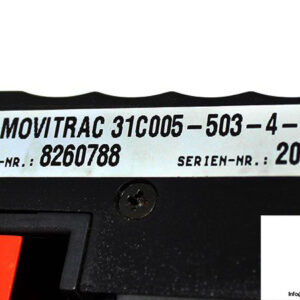 MOVITRAC 31C005-503-4-
-NR.: 8260788 SERIEN-NR.: 20